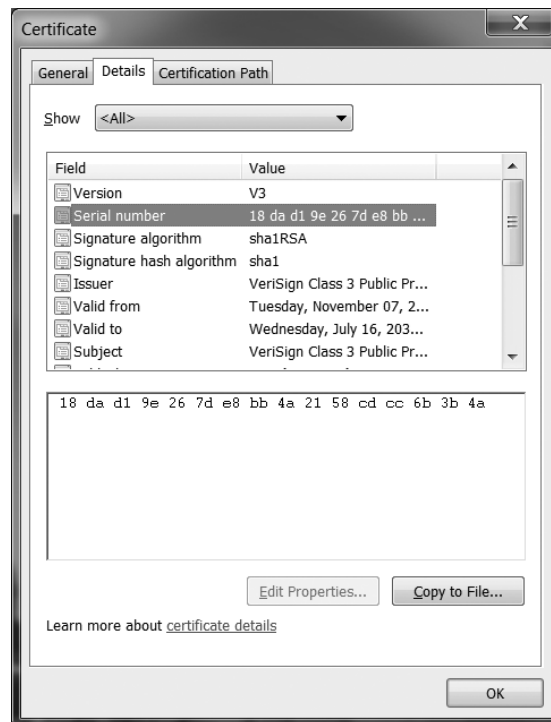 Certificate
X
General Details Certification Path
Show <All>
Field Value
Version V3
Serial number 18 da d1 9e 26 7d e8 bb ...
Signature algorithm sha1RSA
Signature hash algorithm sha1
Issuer VeriSign Class 3 Public Pr...
Valid from Tuesday, November 07, 2...
Valid to Wednesday, July 16, 203...
Subject VeriSign Class 3 Public Pr...
18 da d1 9e 26 7d e8 bb 4a 21 58 cd cc 6b 3b 4a
Edit Properties... Copy to File...
Learn more about certificate details
OK